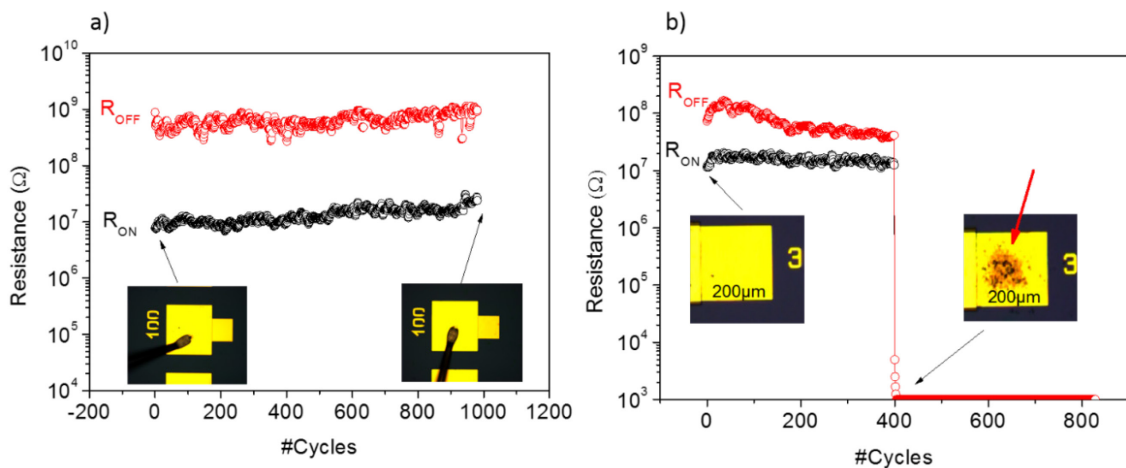 a)
10^10
10^9
10^8
10^7
10^6
10^5
10^4
Resistance (Ω)
R_OFF
R_ON
100
100
-200 0 200 400 600 800 1000 1200
#Cycles
b)
10^9
10^8
10^7
10^6
10^5
10^4
10^3
Resistance (Ω)
R_OFF
R_ON
3
200µm
3
200µm
0 200 400 600 800
#Cycles